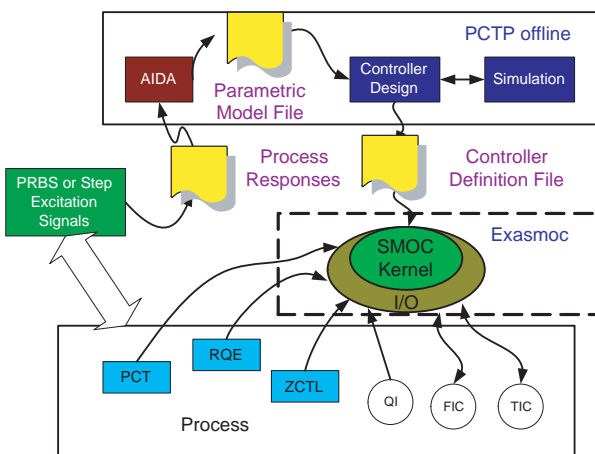 PCTP offline
AIDA
Parametric
Model File
Controller
Design
Simulation
PRBS or Step
Excitation
Signals
Process
Responses
Controller
Definition File
Exasmoc
SMOC
Kernel
I/O
PCT
RQE
ZCTL
QI
FIC
TIC
Process